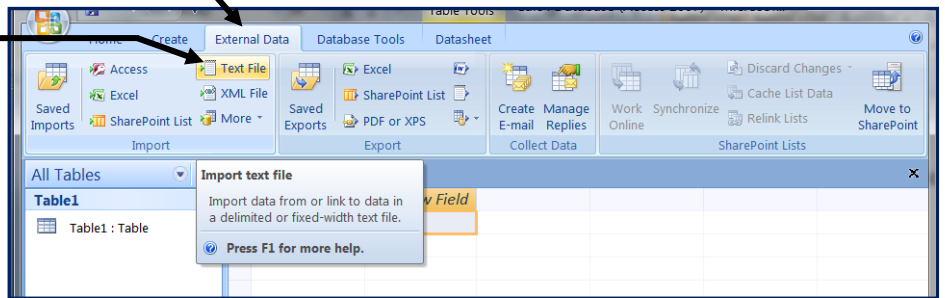 Table Tools
Home Create External Data Database Tools Datasheet
Access Text File Excel Discard Changes
Excel XML File SharePoint List Cache List Data
Saved Imports SharePoint List More Saved Exports PDF or XPS Create E-mail Manage Replies Work Online Synchronize Relink Lists Move to SharePoint
Import Export Collect Data SharePoint Lists
All Tables
Import text file
Table1
Import data from or link to data in
Field
a delimited or fixed-width text file.
Table1 : Table
Press F1 for more help.